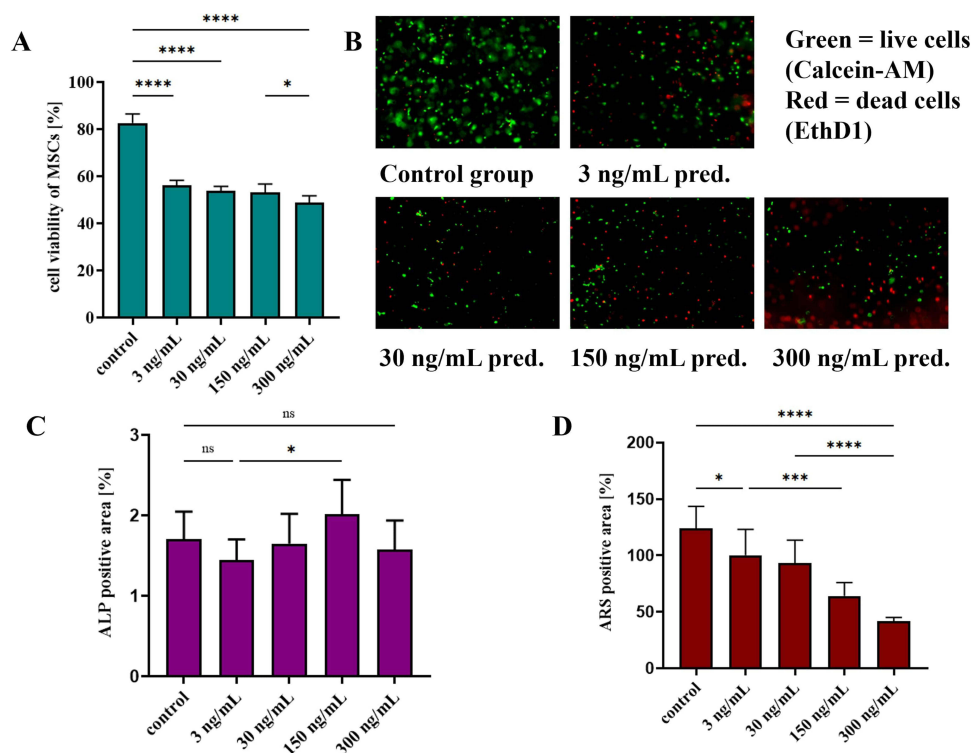 A
****
****
****
*
100
80
60
40
20
0
cell viability of MSCs [%]
control
3 ng/mL
30 ng/mL
150 ng/mL
300 ng/mL
B
Green = live cells
(Calcein-AM)
Red = dead cells
(EthD1)
Control group
3 ng/mL pred.
30 ng/mL pred.
150 ng/mL pred.
300 ng/mL pred.
C
ns
ns
*
3
2
1
0
ALP positive area [%]
control
3 ng/mL
30 ng/mL
150 ng/mL
300 ng/mL
D
****
****
*
***
200
150
100
50
0
ARS positive area [%]
control
3 ng/mL
30 ng/mL
150 ng/mL
300 ng/mL